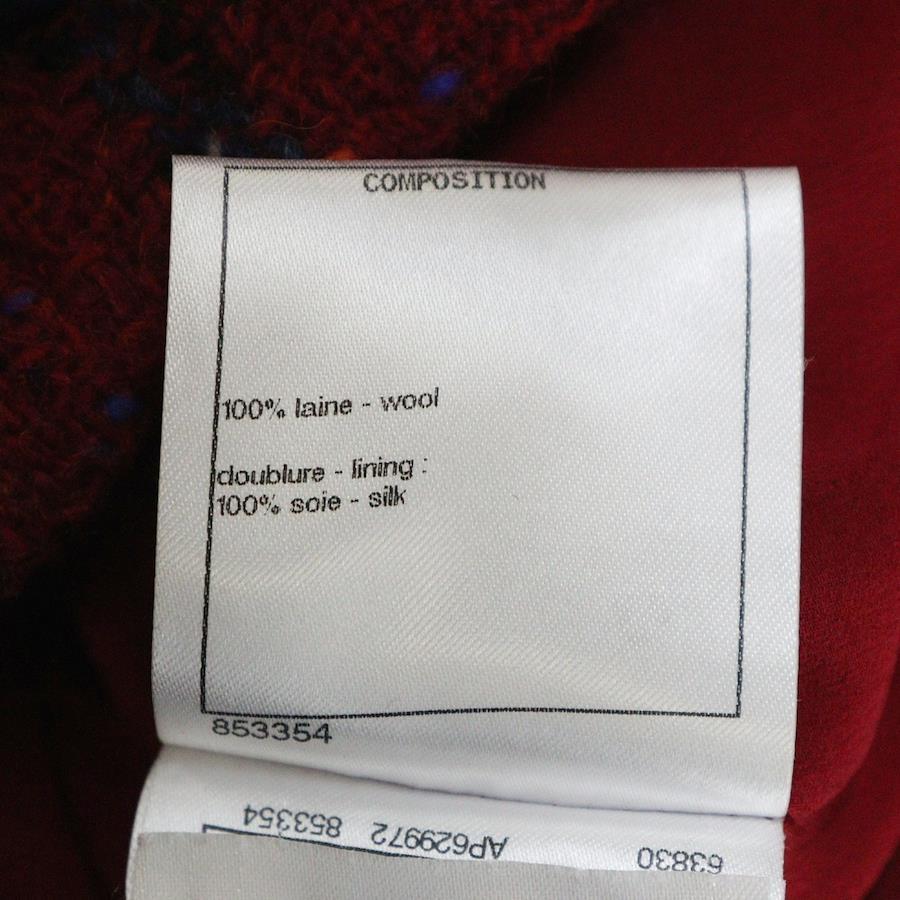 COMPOSITION
100% laine - wool
doublure - lining :
100% soie - silk
853354
63830 AP629972 853354